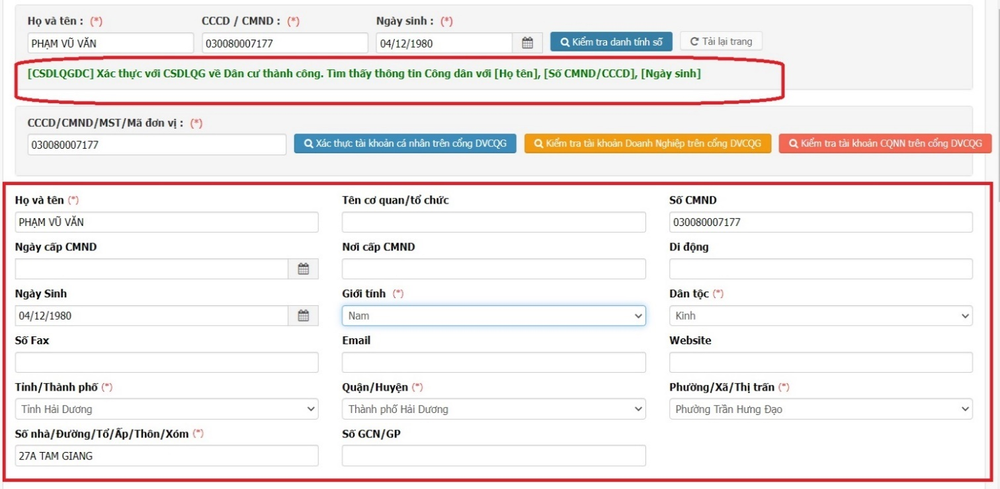 Họ và tên : (*) CCCD / CMND : (*) Ngày sinh : (*)
PHẠM VŨ VĂN 030080007177 04/12/1980 Kiểm tra danh tính số Tải lại trang
[CSDLQGDC] Xác thực với CSDLQG về Dân cư thành công. Tìm thấy thông tin Công dân với [Họ tên], [Số CMND/CCCD], [Ngày sinh]
CCCD/CMND/MST/Mã đơn vị : (*)
030080007177 Xác thực tài khoản cá nhân trên cổng DVCQG Kiểm tra tài khoản Doanh Nghiệp trên cổng DVCQG Kiểm tra tài khoản CQNN trên cổng DVCQG
Họ và tên (*) Tên cơ quan/tổ chức Số CMND
PHẠM VŨ VĂN 030080007177
Ngày cấp CMND Nơi cấp CMND Di động
Ngày Sinh Giới tính (*) Dân tộc (*)
04/12/1980 Nam Kinh
Số Fax Email Website
Tỉnh/Thành phố (*) Quận/Huyện (*) Phường/Xã/Thị trấn (*)
Tỉnh Hải Dương Thành phố Hải Dương Phường Trần Hưng Đạo
Số nhà/Đường/Tổ/Ấp/Thôn/Xóm (*) Số GCN/GP
27A TAM GIANG